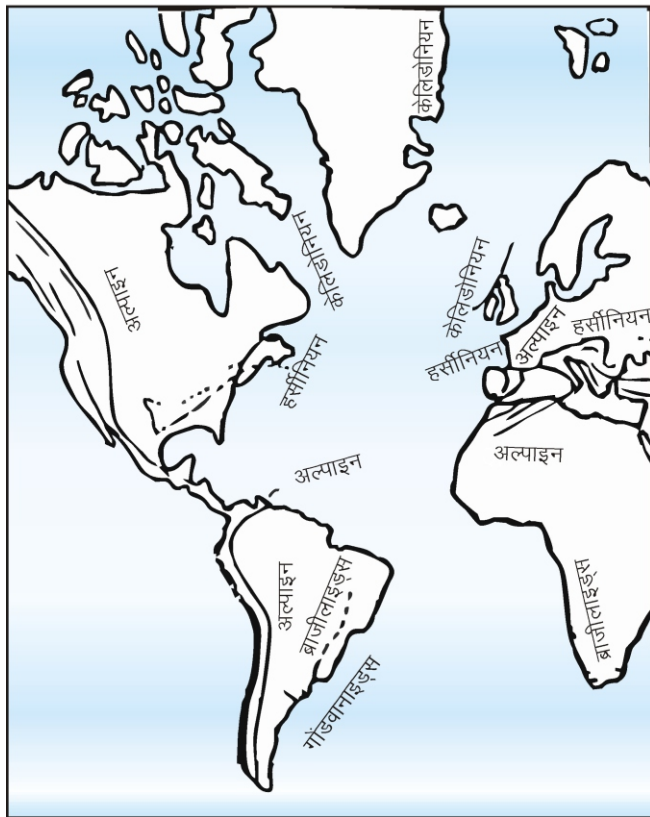 केलिडोनियन
केलिडोनियन
केलिडोनियन
अल्पाइन
हर्सीनियन
अल्पाइन
हर्सीनियन
हर्सीनियन
अल्पाइन
अल्पाइन
अल्पाइन
ब्राजीलाइड्स
ब्राजीलाइड्स
गोंडवानाइड्स